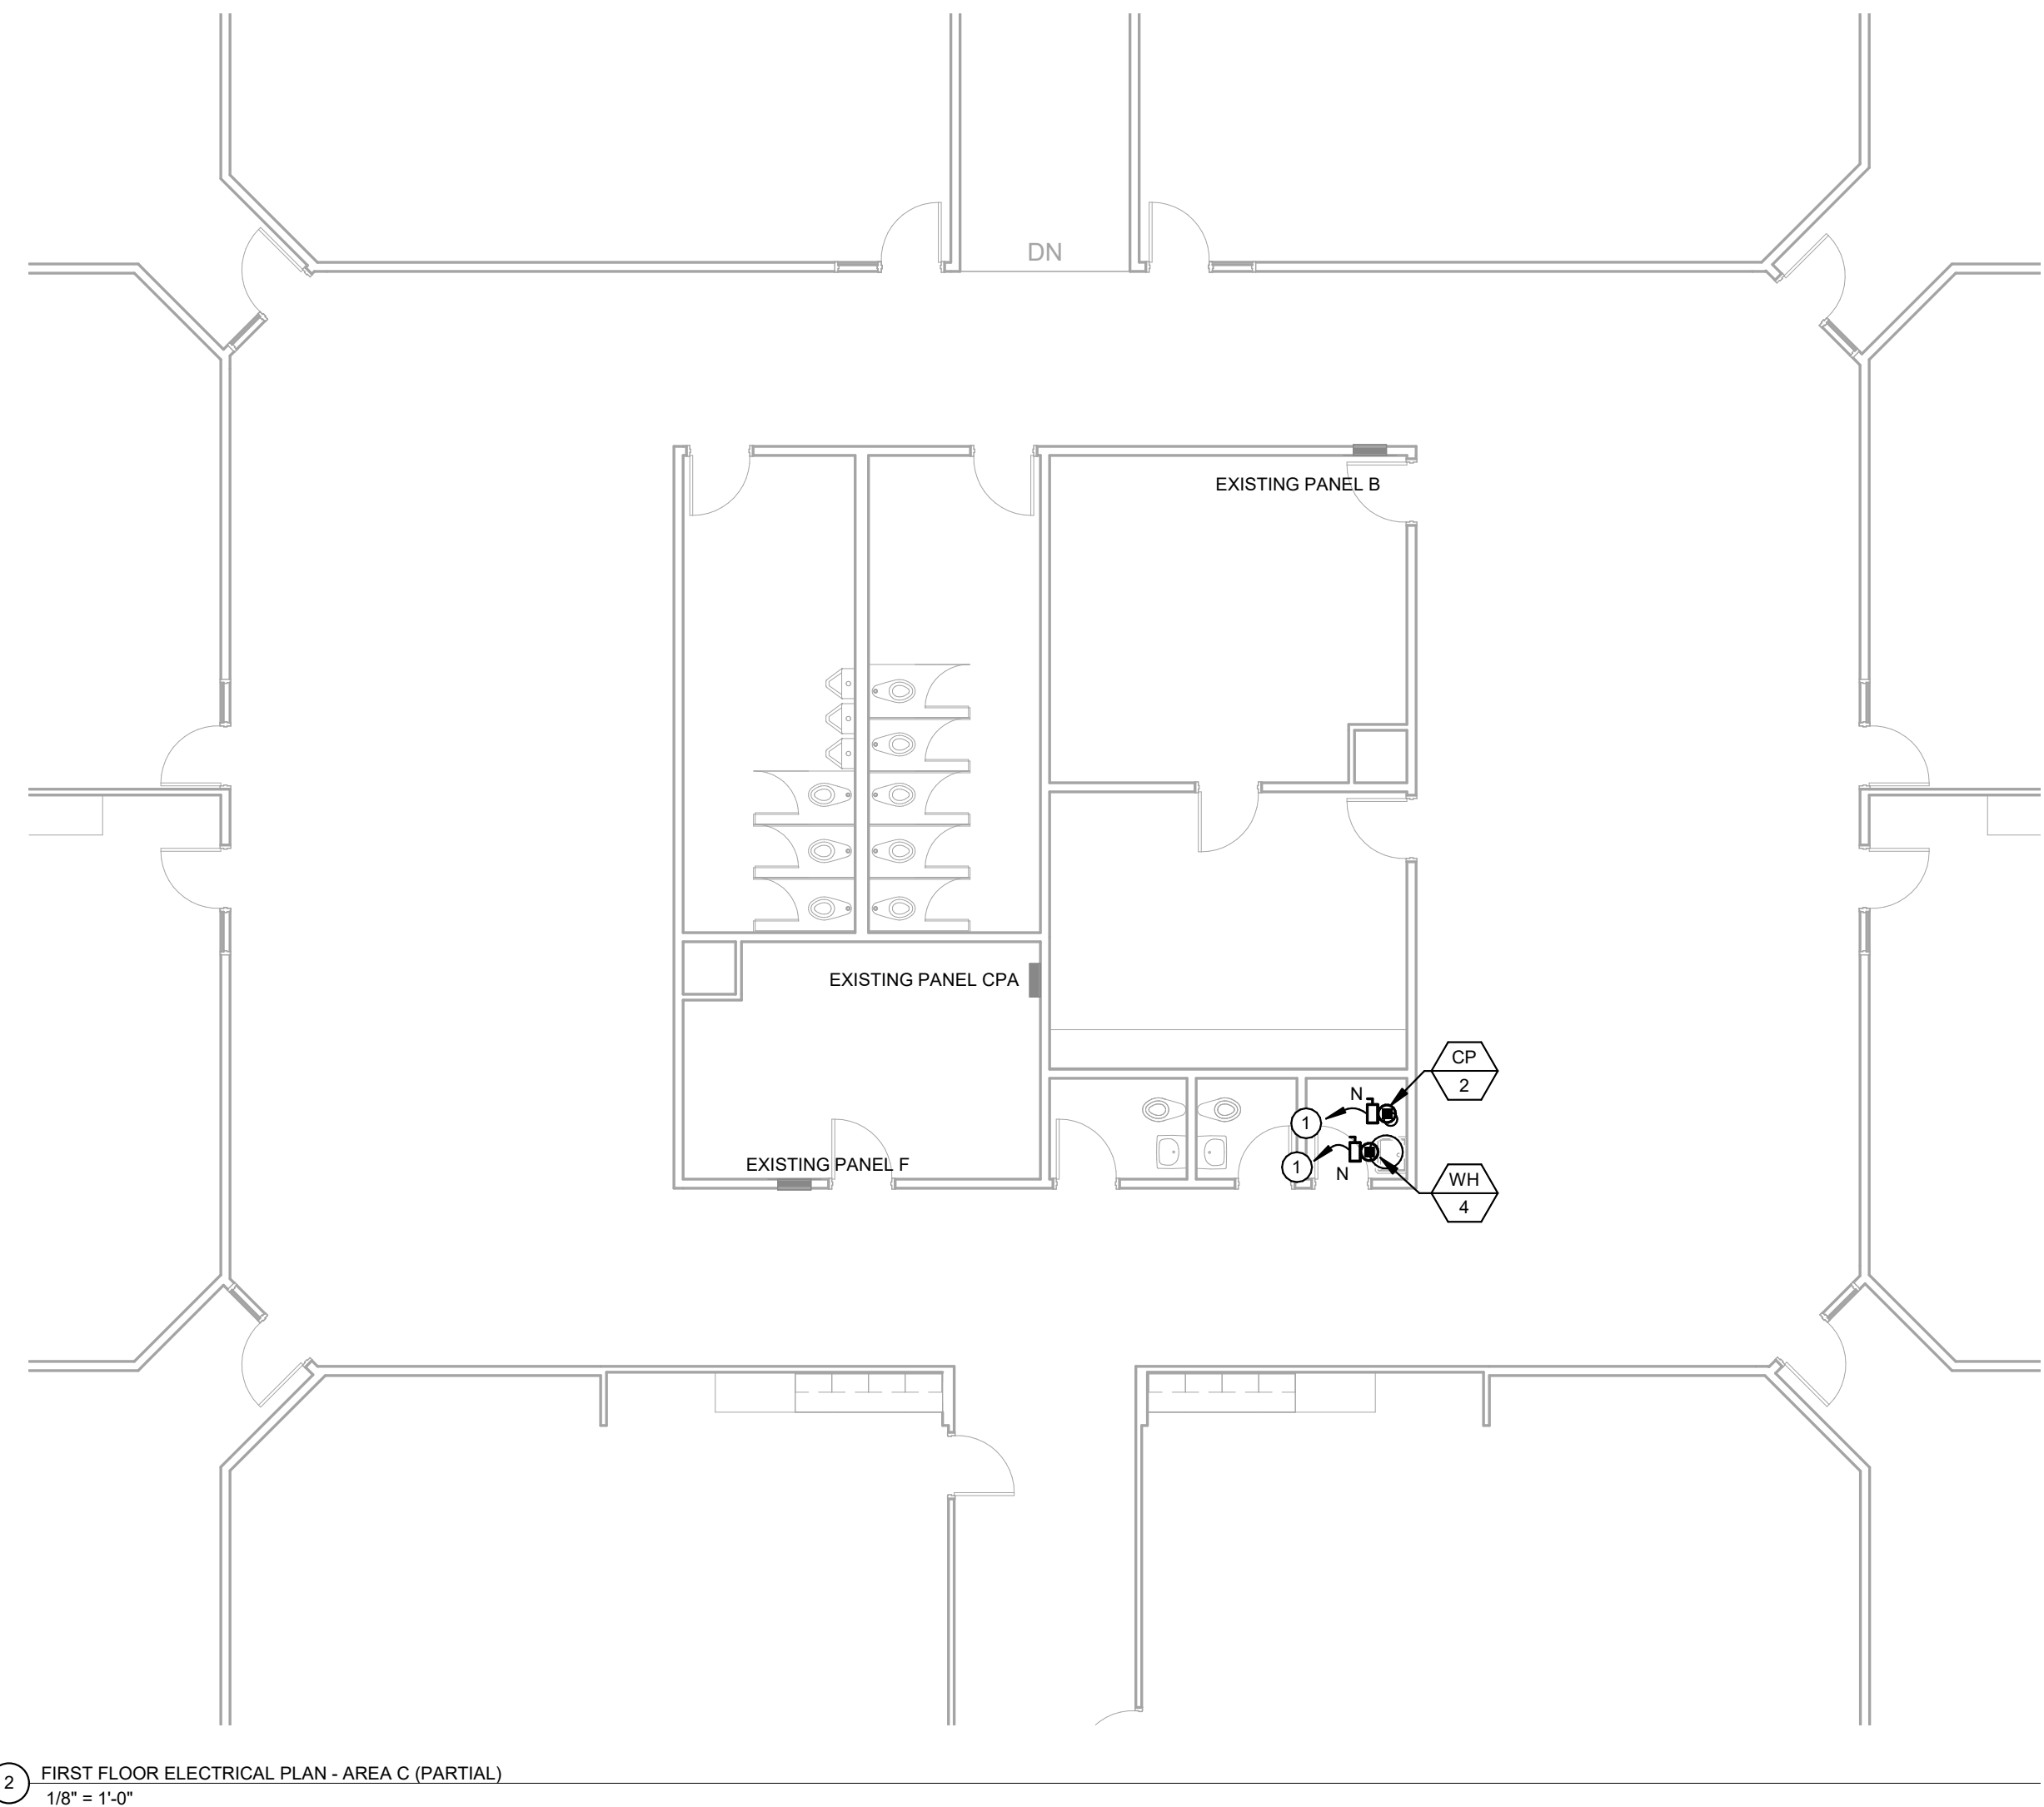 DN
EXISTING PANEL B
EXISTING PANEL CPA
CP
2
N
1
EXISTING PANEL F
1
N
WH
4
2
FIRST FLOOR ELECTRICAL PLAN - AREA C (PARTIAL)
1/8" = 1'-0"